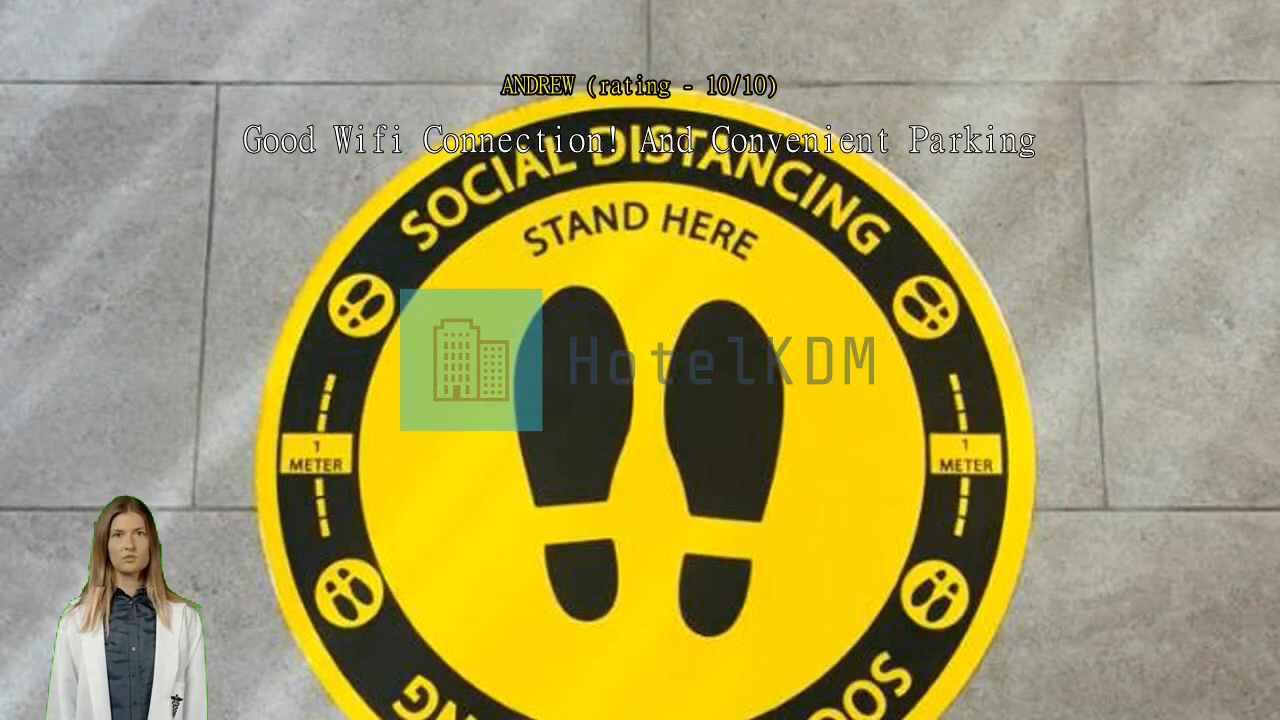 ANDREW (rating - 10/10)
Good Wifi Connection! And Convenient Parking
SOCIAL DISTANCING
STAND HERE
HotelKDM
1
METER
1
METER